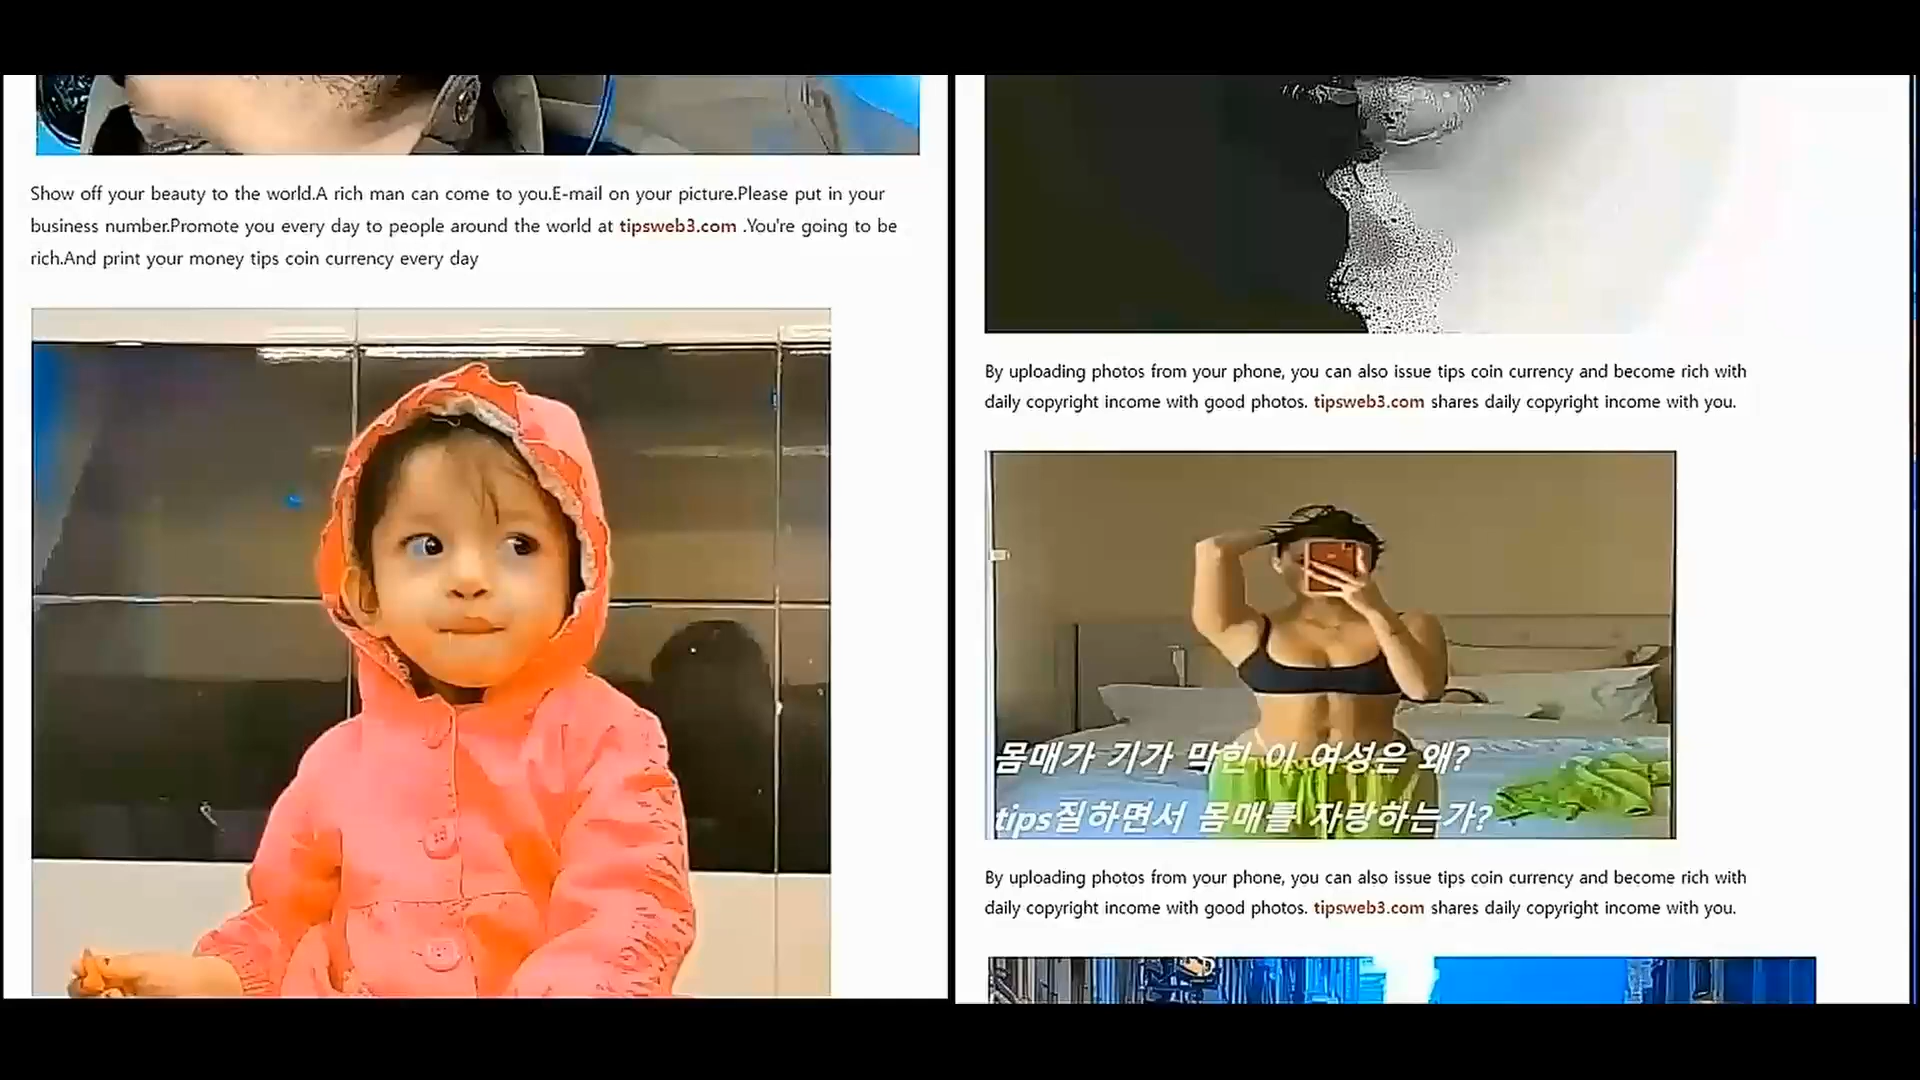 Show off your beauty to the world.A rich man can come to you.E-mail on your picture.Please put in your
business number.Promote you every day to people around the world at tipsweb3.com .You're going to be
rich.And print your money tips coin currency every day
By uploading photos from your phone, you can also issue tips coin currency and become rich with
daily copyright income with good photos. tipsweb3.com shares daily copyright income with you.
몸매가 기가 막힌 이 여성은 왜?
tips질하면서 몸매를 자랑하는가?
By uploading photos from your phone, you can also issue tips coin currency and become rich with
daily copyright income with good photos. tipsweb3.com shares daily copyright income with you.